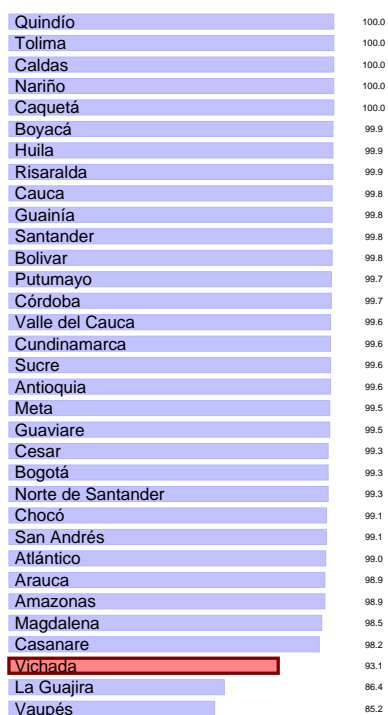 Quindío 100.0
Tolima 100.0
Caldas 100.0
Nariño 100.0
Caquetá 100.0
Boyacá 99.9
Huila 99.9
Risaralda 99.9
Cauca 99.8
Guainía 99.8
Santander 99.8
Bolivar 99.8
Putumayo 99.7
Córdoba 99.7
Valle del Cauca 99.6
Cundinamarca 99.6
Sucre 99.6
Antioquia 99.6
Meta 99.5
Guaviare 99.5
Cesar 99.3
Bogotá 99.3
Norte de Santander 99.3
Chocó 99.1
San Andrés 99.1
Atlántico 99.0
Arauca 98.9
Amazonas 98.9
Magdalena 98.5
Casanare 98.2
Vichada 93.1
La Guajira 86.4
Vaupés 85.2